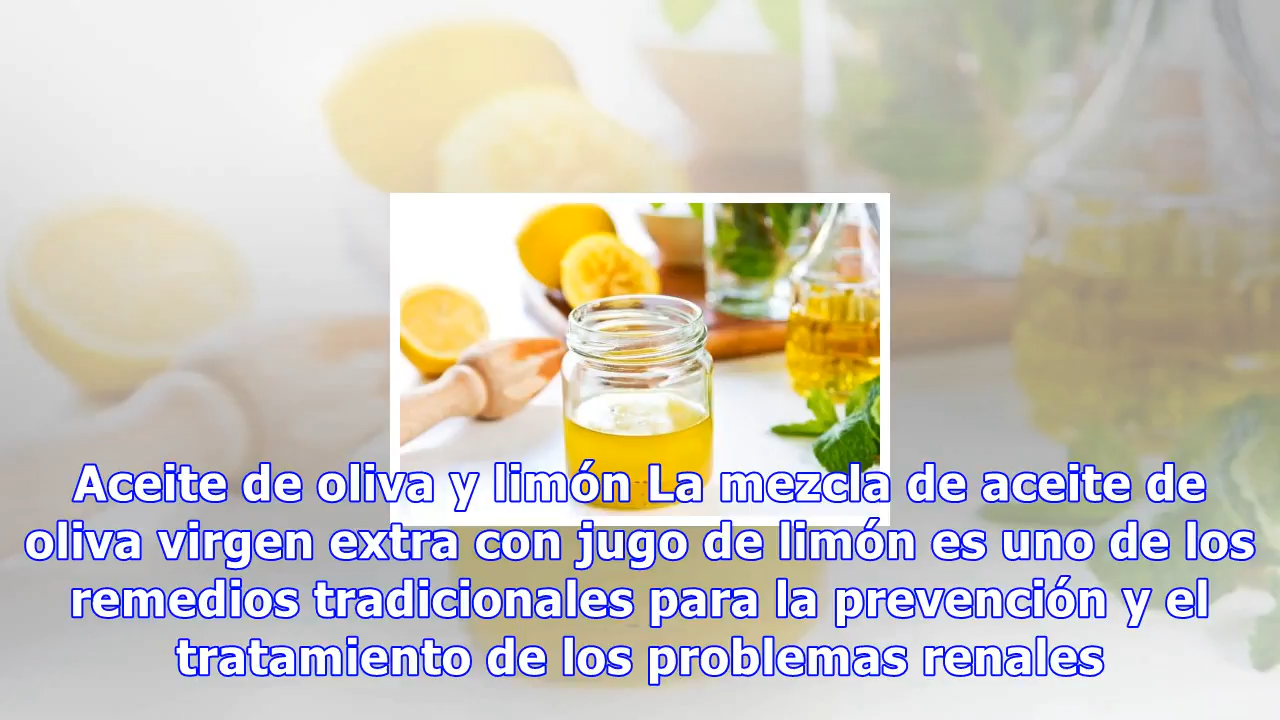 Aceite de oliva y limón La mezcla de aceite de
oliva virgen extra con jugo de limón es uno de los
remedios tradicionales para la prevención y el
tratamiento de los problemas renales